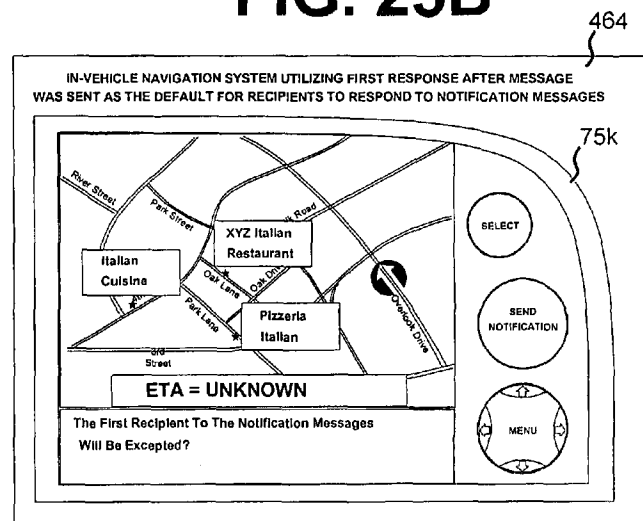 FIG. 25B
464
IN-VEHICLE NAVIGATION SYSTEM UTILIZING FIRST RESPONSE AFTER MESSAGE
WAS SENT AS THE DEFAULT FOR RECIPIENTS TO RESPOND TO NOTIFICATION MESSAGES
75k
River Street
Park Street
Road
XYZ Italian
Restaurant
SELECT
Italian
Cuisine
Oak Lane
Oak
Park Lane
Pizzeria
Italian
Overlook Drive
SEND
NOTIFICATION
3rd
Street
ETA = UNKNOWN
MENU
The First Recipient To The Notification Messages
Will Be Excepted?